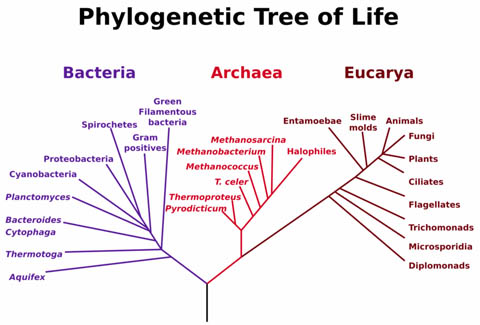 Phylogenetic Tree of Life
Bacteria
Archaea
Eucarya
Green
Filamentous
bacteria
Spirochetes
Gram
positives
Proteobacteria
Cyanobacteria
Planctomyces
Bacteroides
Cytophaga
Thermotoga
Aquifex
Methanosarcina
Methanobacterium
Halophiles
Methanococcus
T. celer
Thermoproteus
Pyrodicticum
Entamoebae
Slime
molds
Animals
Fungi
Plants
Ciliates
Flagellates
Trichomonads
Microsporidia
Diplomonads